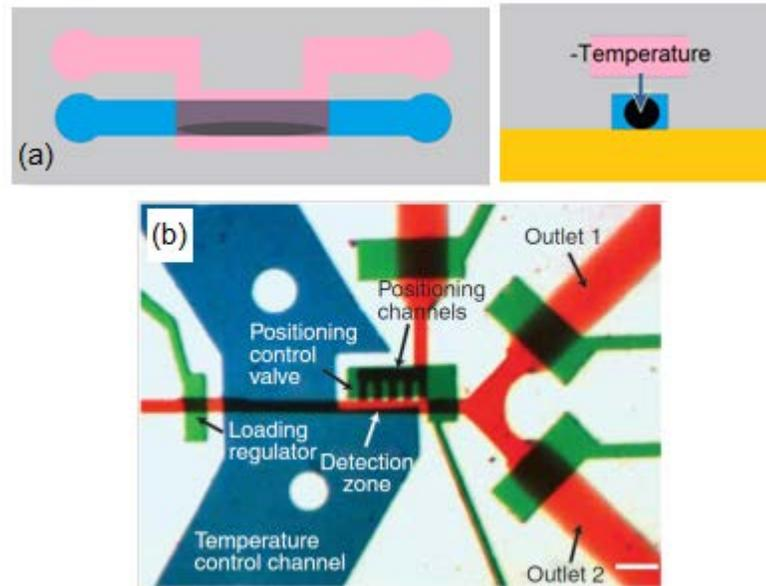 (a)
-Temperature
(b)
Outlet 1
Positioning
channels
Positioning
control
valve
Loading
regulator
Detection
zone
Temperature
control channel
Outlet 2